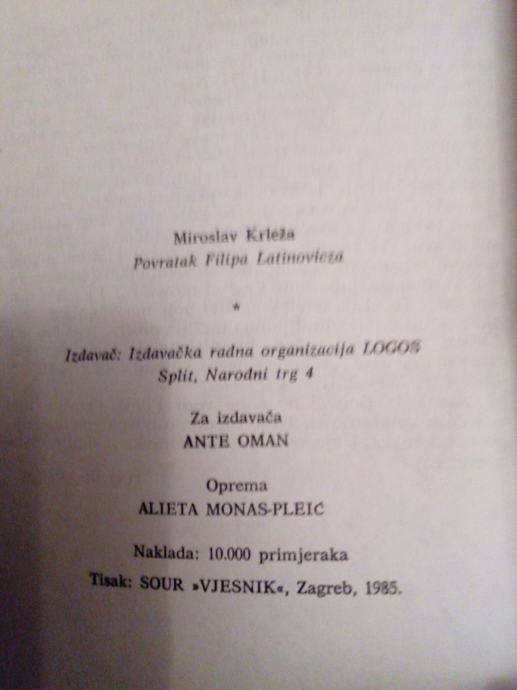 Miroslav Krleža
Povratak Filipa Latinovicza
*
Izdavač: Izdavačka radna organizacija LOGOS
Split, Narodni trg 4
Za izdavača
ANTE OMAN
Oprema
ALIETA MONAS-PLEIĆ
Naklada: 10.000 primjeraka
Tisak: SOUR »VJESNIK«, Zagreb, 1985.